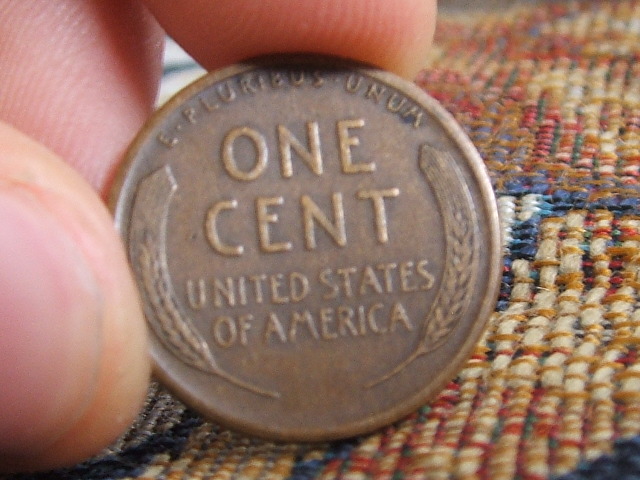 E·PLURIBUS·UNUM
ONE
CENT
UNITED STATES
OF AMERICA